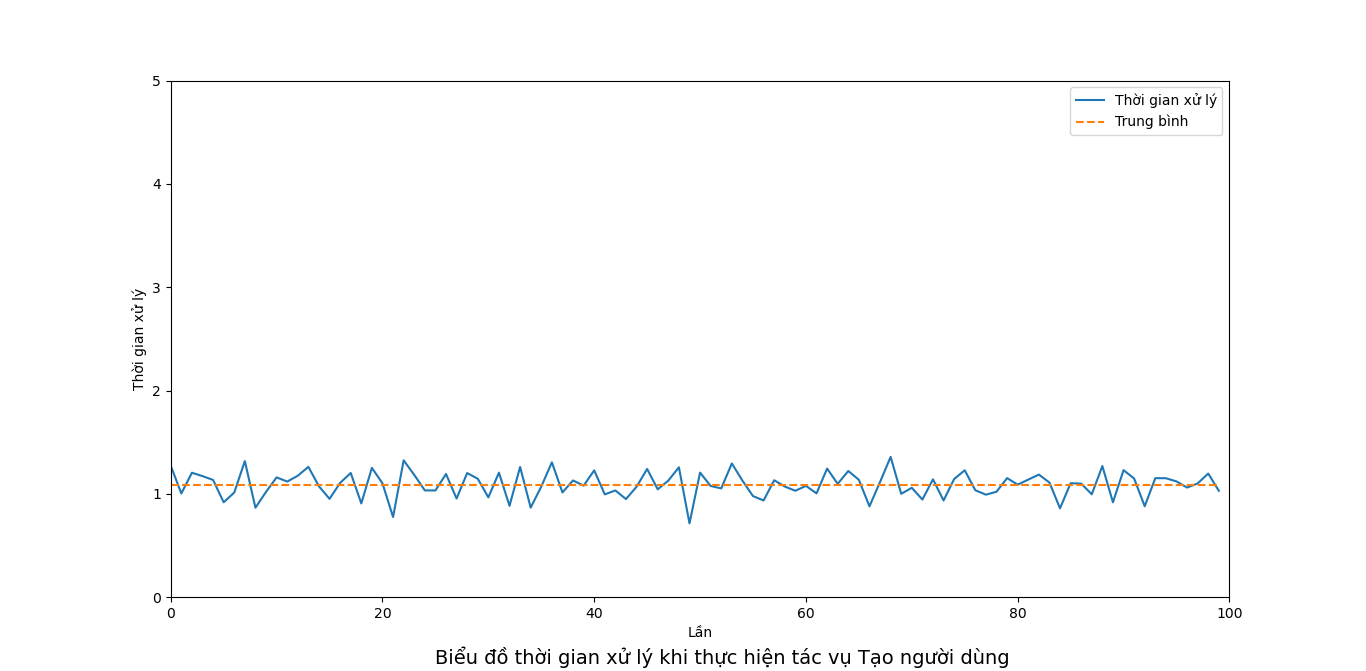 5
4
3
2
1
0
Thời gian xử lý
Thời gian xử lý
Trung bình
0 20 40 60 80 100
Lần
Biểu đồ thời gian xử lý khi thực hiện tác vụ Tạo người dùng